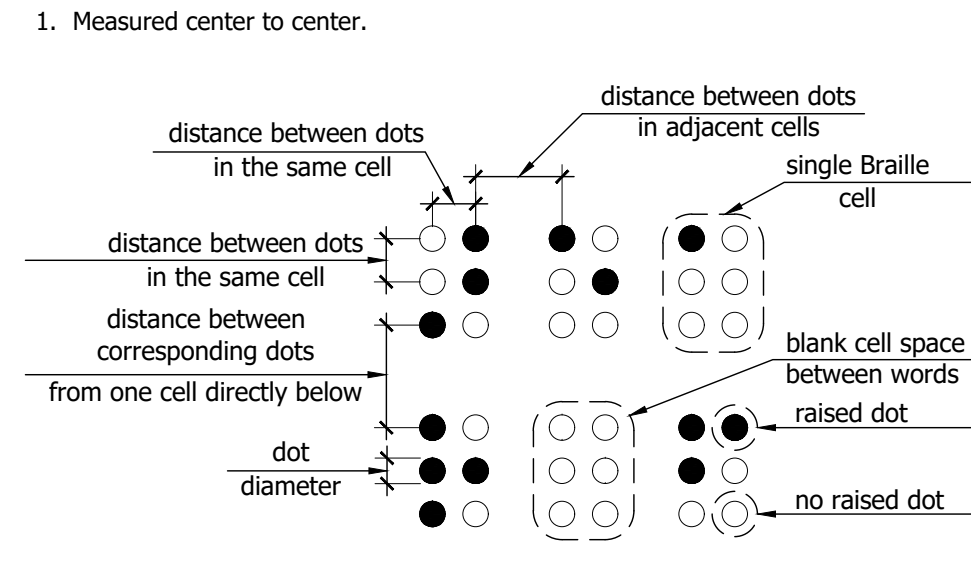 1. Measured center to center.
distance between dots
in adjacent cells
distance between dots
in the same cell
single Braille
cell
distance between dots
in the same cell
distance between
corresponding dots
from one cell directly below
blank cell space
between words
raised dot
dot
diameter
no raised dot